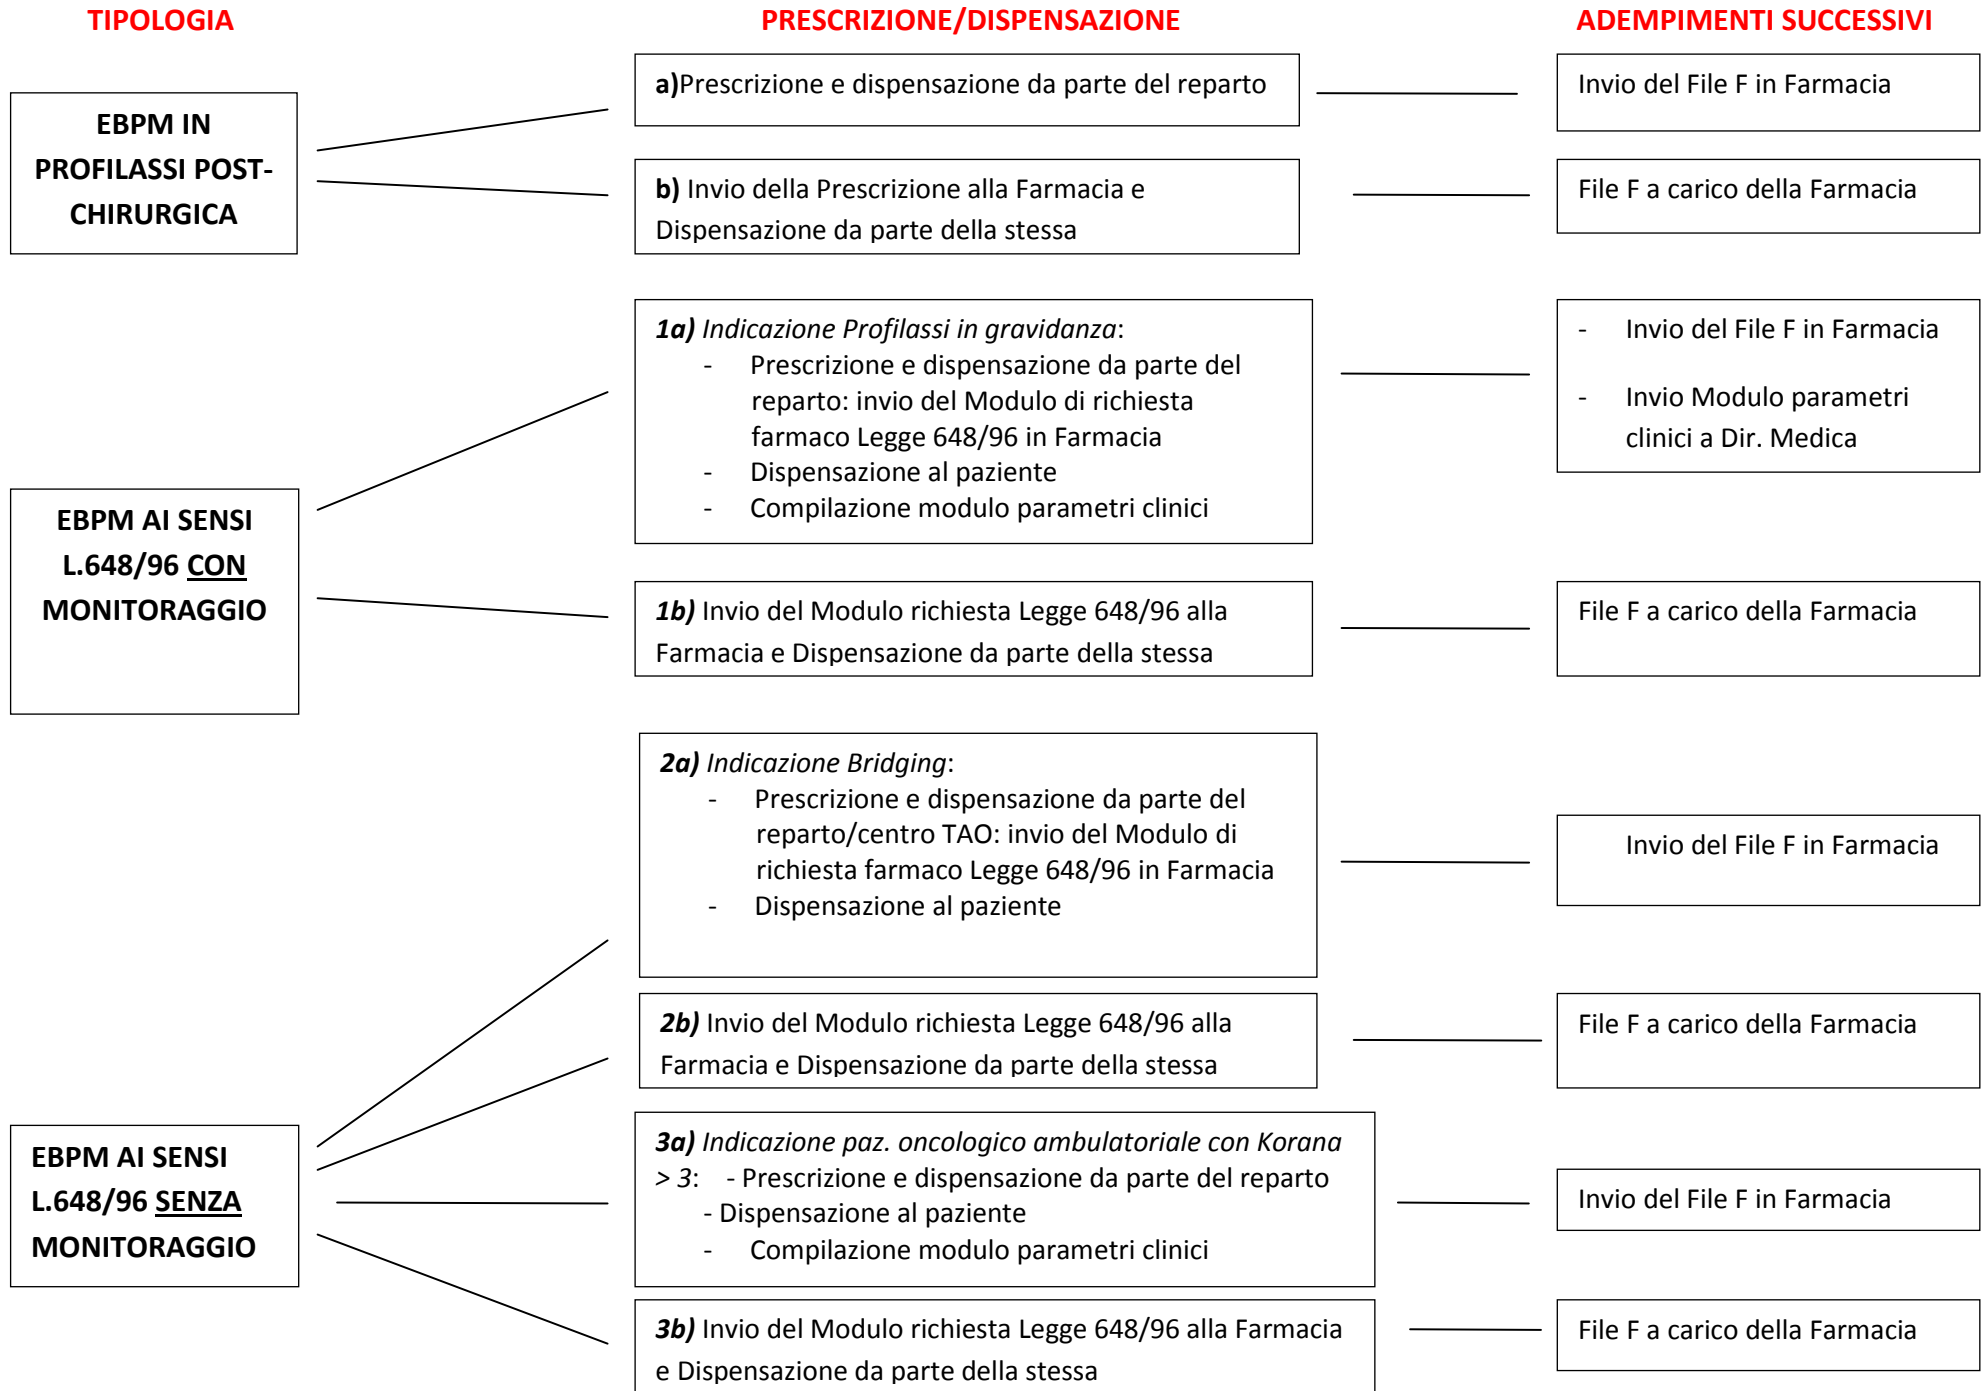 TIPOLOGIA
PRESCRIZIONE/DISPENSAZIONE
ADEMPIMENTI SUCCESSIVI
EBPM IN
PROFILASSI POST-
CHIRURGICA
a)Prescrizione e dispensazione da parte del reparto
Invio del File F in Farmacia
b) Invio della Prescrizione alla Farmacia e
Dispensazione da parte della stessa
File F a carico della Farmacia
EBPM AI SENSI
L.648/96 CON
MONITORAGGIO
1a) Indicazione Profilassi in gravidanza:
- Prescrizione e dispensazione da parte del
reparto: invio del Modulo di richiesta
farmaco Legge 648/96 in Farmacia
- Dispensazione al paziente
- Compilazione modulo parametri clinici
- Invio del File F in Farmacia
- Invio Modulo parametri
clinici a Dir. Medica
1b) Invio del Modulo richiesta Legge 648/96 alla
Farmacia e Dispensazione da parte della stessa
File F a carico della Farmacia
EBPM AI SENSI
L.648/96 SENZA
MONITORAGGIO
2a) Indicazione Bridging:
- Prescrizione e dispensazione da parte del
reparto/centro TAO: invio del Modulo di
richiesta farmaco Legge 648/96 in Farmacia
- Dispensazione al paziente
Invio del File F in Farmacia
2b) Invio del Modulo richiesta Legge 648/96 alla
Farmacia e Dispensazione da parte della stessa
File F a carico della Farmacia
3a) Indicazione paz. oncologico ambulatoriale con Korana
> 3: - Prescrizione e dispensazione da parte del reparto
- Dispensazione al paziente
- Compilazione modulo parametri clinici
Invio del File F in Farmacia
3b) Invio del Modulo richiesta Legge 648/96 alla Farmacia
e Dispensazione da parte della stessa
File F a carico della Farmacia